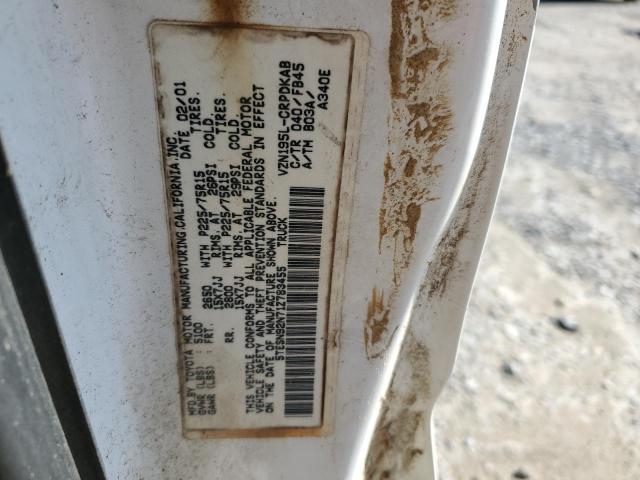 MFD.BY TOYOTA MOTOR MANUFACTURING,CALIFORNIA,INC.
GVWR (LBS) : 5100 DATE 02/01
GAWR (LBS) : FRT. 2650 WITH P225/75R15 TIRES.
15X7JJ RIMS, AT 26PSI COLD.
RR. 2800 WITH P225/75R15 TIRES.
15X7JJ RIMS, AT 29PSI COLD.
THIS VEHICLE CONFORMS TO ALL APPLICABLE FEDERAL MOTOR
VEHICLE SAFETY AND THEFT PREVENTION STANDARDS IN EFFECT
ON THE DATE OF MANUFACTURE SHOWN ABOVE.
5TESN92N71Z793455 TRUCK
VZN195L-CRPDKAB
C/TR 040/FB45
A/TM B03A/
A340E